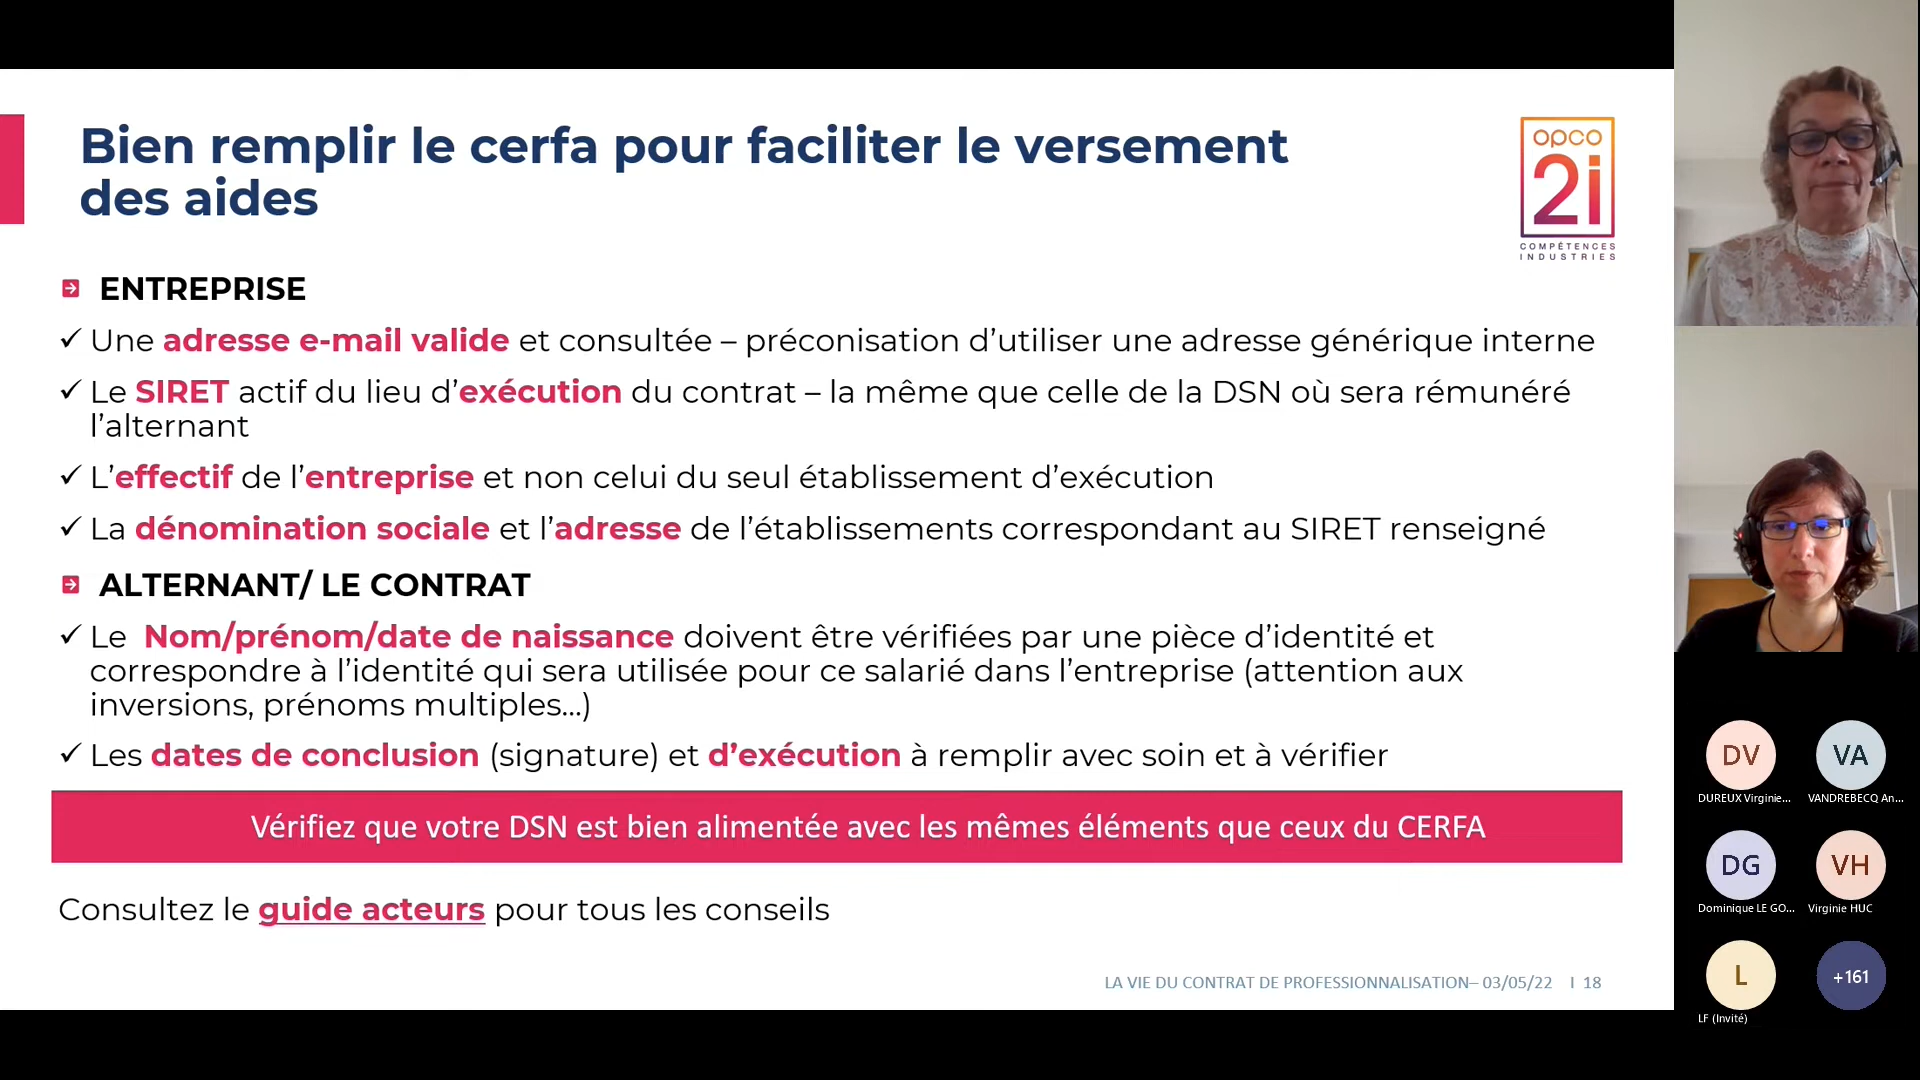 Bien remplir le cerfa pour faciliter le versement
des aides
opco
2i
COMPÉTENCES
INDUSTRIES
ENTREPRISE
✓ Une adresse e-mail valide et consultée – préconisation d’utiliser une adresse générique interne
✓ Le SIRET actif du lieu d’exécution du contrat – la même que celle de la DSN où sera rémunéré
l’alternant
✓ L’effectif de l’entreprise et non celui du seul établissement d’exécution
✓ La dénomination sociale et l’adresse de l’établissements correspondant au SIRET renseigné
ALTERNANT/ LE CONTRAT
✓ Le Nom/prénom/date de naissance doivent être vérifiées par une pièce d’identité et
correspondre à l’identité qui sera utilisée pour ce salarié dans l’entreprise (attention aux
inversions, prénoms multiples…)
✓ Les dates de conclusion (signature) et d’exécution à remplir avec soin et à vérifier
Vérifiez que votre DSN est bien alimentée avec les mêmes éléments que ceux du CERFA
Consultez le guide acteurs pour tous les conseils
LA VIE DU CONTRAT DE PROFESSIONNALISATION– 03/05/22 I 18
DV VA
DUREUX Virginie... VANDREBECQ An...
DG VH
Dominique LE GO... Virginie HUC
L +161
LF (Invité)